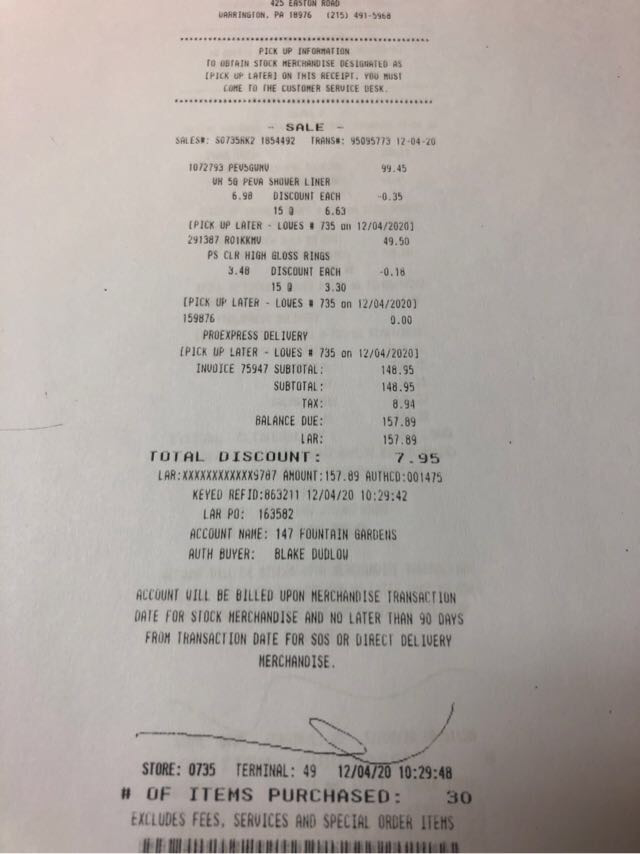 425 EASTON ROAD
WARRINGTON, PA 18976 (215) 491-5968
****************************************
PICK UP INFORMATION
TO OBTAIN STOCK MERCHANDISE DESIGNATED AS
[PICK UP LATER] ON THIS RECEIPT, YOU MUST
COME TO THE CUSTOMER SERVICE DESK.
****************************************
- SALE -
SALES#: S0735HK2 1854492 TRANS#: 95095773 12-04-20
1072793 PEV5GWMW 99.45
WH 5G PEVA SHOWER LINER
6.98 DISCOUNT EACH -0.35
15 @ 6.63
[PICK UP LATER - LOWES # 735 on 12/04/2020]
291387 R01KKMW 49.50
PS CLR HIGH GLOSS RINGS
3.48 DISCOUNT EACH -0.18
15 @ 3.30
[PICK UP LATER - LOWES # 735 on 12/04/2020]
159876 0.00
PROEXPRESS DELIVERY
[PICK UP LATER - LOWES # 735 on 12/04/2020]
INVOICE 75947 SUBTOTAL: 148.95
SUBTOTAL: 148.95
TAX: 8.94
BALANCE DUE: 157.89
LAR: 157.89
TOTAL DISCOUNT: 7.95
LAR:XXXXXXXXXXXX9787 AMOUNT:157.89 AUTHCD:001475
KEYED REFID:863211 12/04/20 10:29:42
LAR PO: 163582
ACCOUNT NAME: 147 FOUNTAIN GARDENS
AUTH BUYER: BLAKE DUDLOW
ACCOUNT WILL BE BILLED UPON MERCHANDISE TRANSACTION
DATE FOR STOCK MERCHANDISE AND NO LATER THAN 90 DAYS
FROM TRANSACTION DATE FOR SOS OR DIRECT DELIVERY
MERCHANDISE.
STORE: 0735 TERMINAL: 49 12/04/20 10:29:48
# OF ITEMS PURCHASED: 30
EXCLUDES FEES, SERVICES AND SPECIAL ORDER ITEMS